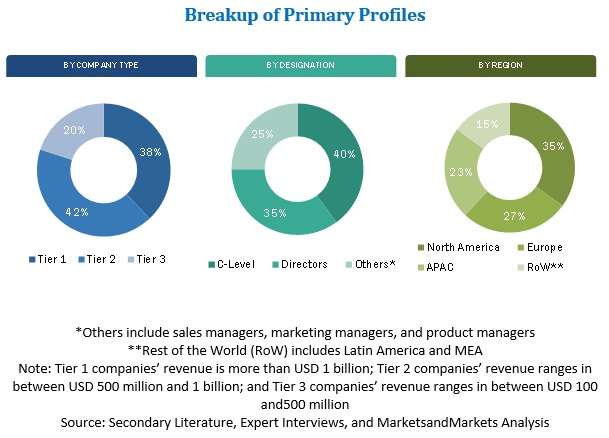 Breakup of Primary Profiles
BY COMPANY TYPE
BY DESIGNATION
BY REGION
20%
38%
42%
25%
40%
35%
15%
35%
23%
27%
Tier 1 Tier 2 Tier 3
C-Level Directors Others*
North America Europe
APAC RoW**
*Others include sales managers, marketing managers, and product managers
**Rest of the World (RoW) includes Latin America and MEA
Note: Tier 1 companies’ revenue is more than USD 1 billion; Tier 2 companies’ revenue ranges in
between USD 500 million and 1 billion; and Tier 3 companies’ revenue ranges in between USD 100
and500 million
Source: Secondary Literature, Expert Interviews, and MarketsandMarkets Analysis